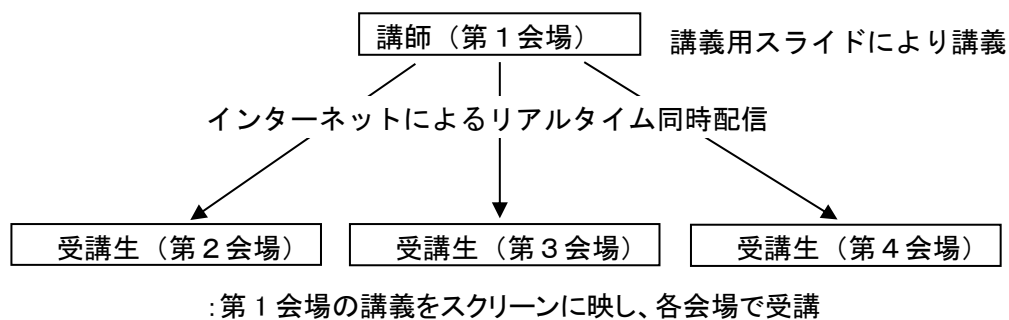 講師（第１会場） 講義用スライドにより講義
インターネットによるリアルタイム同時配信
受講生（第２会場） 受講生（第３会場） 受講生（第４会場）
：第１会場の講義をスクリーンに映し、各会場で受講